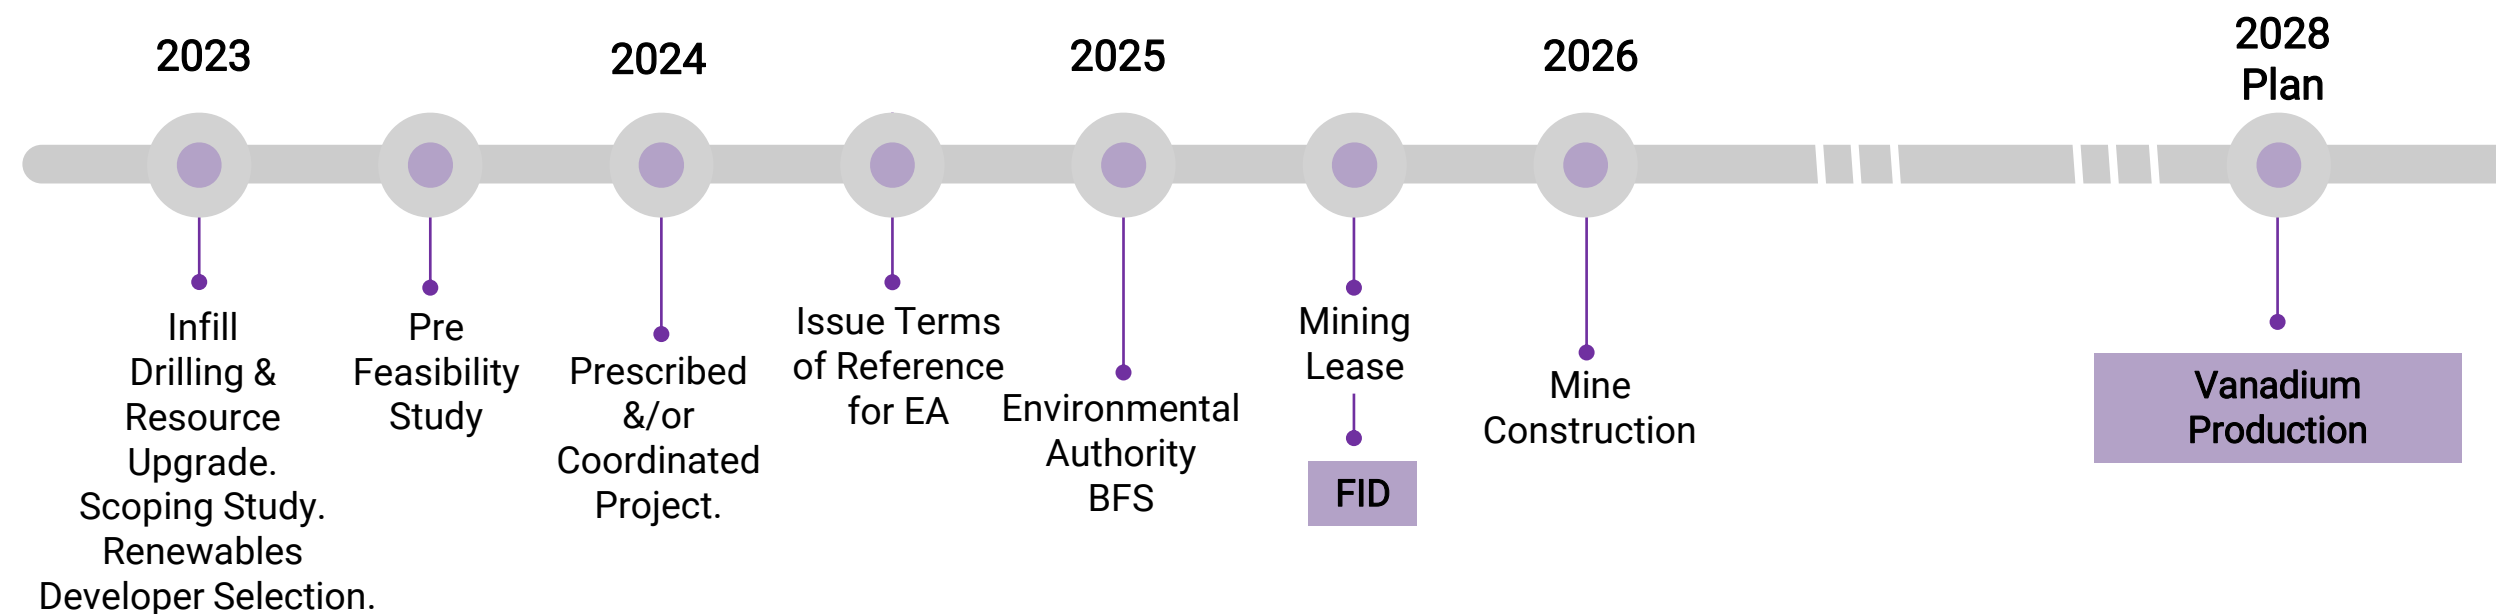 2023
2024
2025
2026
2028
Plan
Infill
Drilling &
Resource
Upgrade.
Scoping Study.
Renewables
Developer Selection.
Pre
Feasibility
Study
Prescribed
&/or
Coordinated
Project.
Issue Terms
of Reference
for EA
Environmental
Authority
BFS
Mining
Lease
FID
Mine
Construction
Vanadium
Production